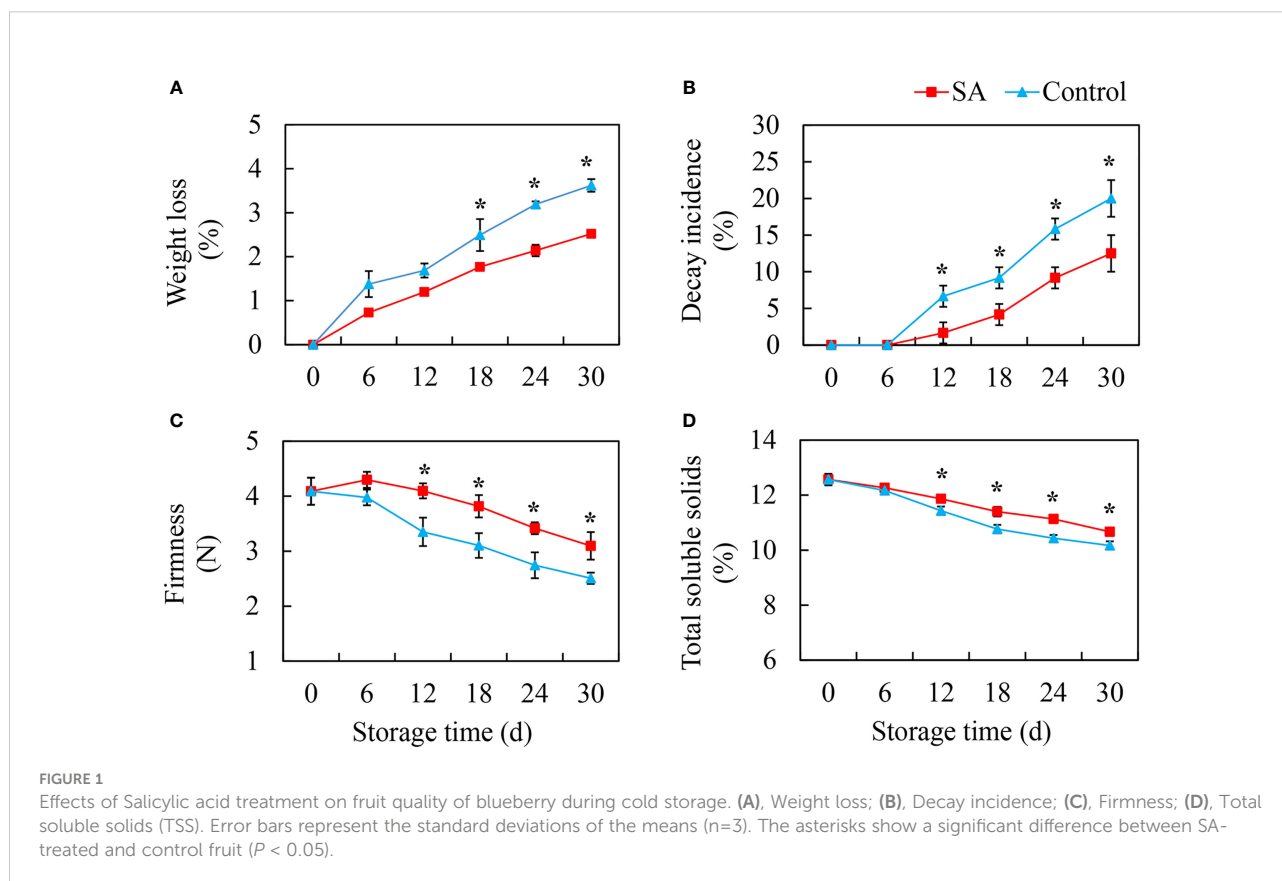 A
B
SA
Control
5
4
3
2
1
0
Weight loss
(%)
*
*
*
0 6 12 18 24 30
30
25
20
15
10
5
0
Decay incidence
(%)
*
*
*
*
0 6 12 18 24 30
C
D
5
4
3
2
1
Firmness
(N)
*
*
*
*
0 6 12 18 24 30
Storage time (d)
14
12
10
8
6
Total soluble solids
(%)
*
*
*
*
0 6 12 18 24 30
Storage time (d)
FIGURE 1
Effects of Salicylic acid treatment on fruit quality of blueberry during cold storage. (A), Weight loss; (B), Decay incidence; (C), Firmness; (D), Total
soluble solids (TSS). Error bars represent the standard deviations of the means (n=3). The asterisks show a significant difference between SA-
treated and control fruit (P < 0.05).